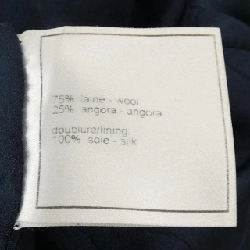 75% laine - wool
25% angora - angora
doublure/lining
100% soie - silk